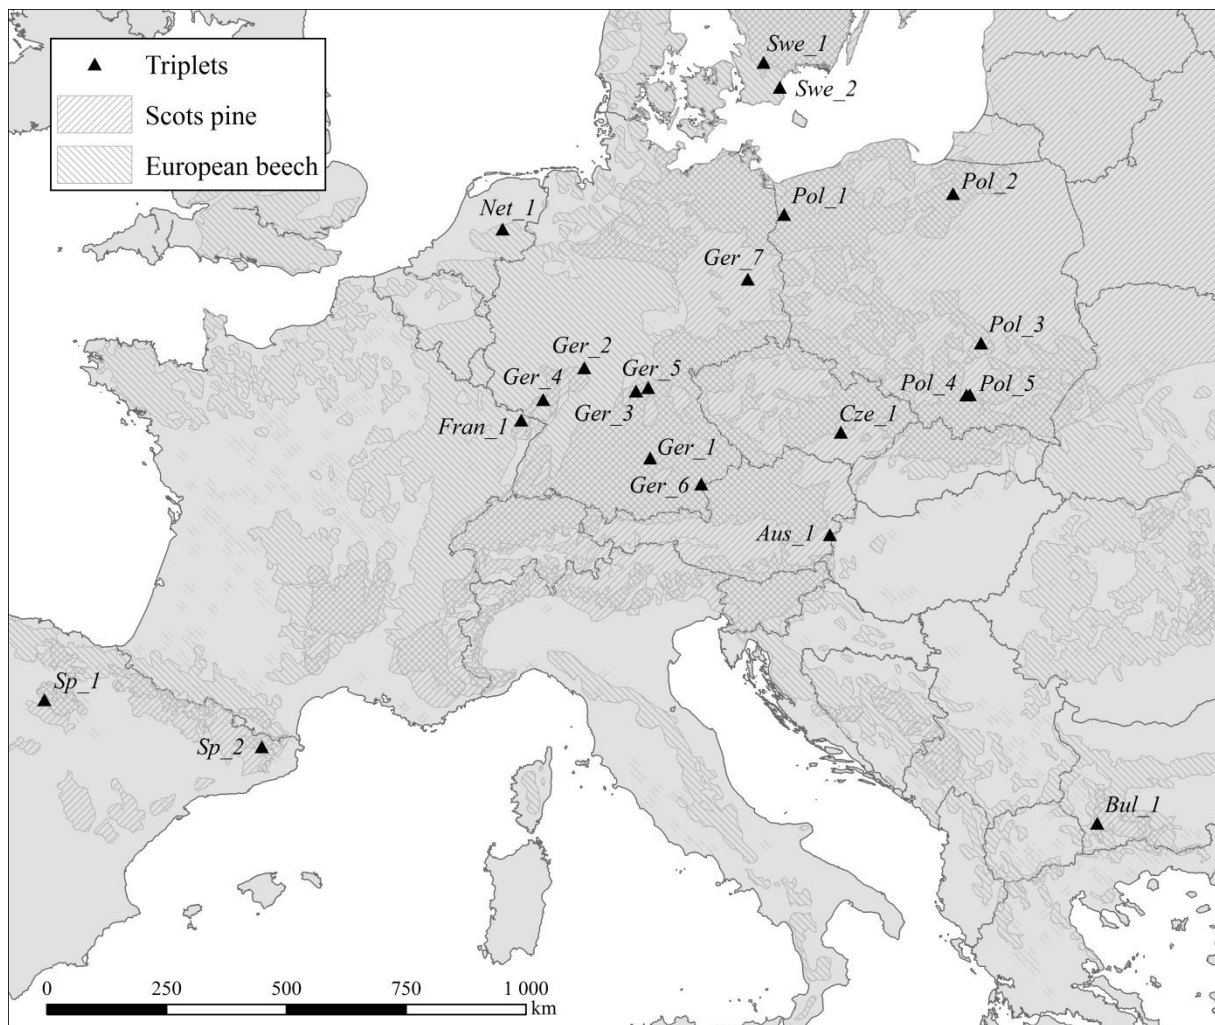 Triplets
Scots pine
European beech
Swe_1
Swe_2
Pol_1
Pol_2
Net_1
Ger_7
Pol_3
Ger_2
Ger_5
Ger_4
Ger_3
Pol_4
Pol_5
Fran_1
Cze_1
Ger_1
Ger_6
Aus_1
Sp_1
Sp_2
Bul_1
0 250 500 750 1 000
km